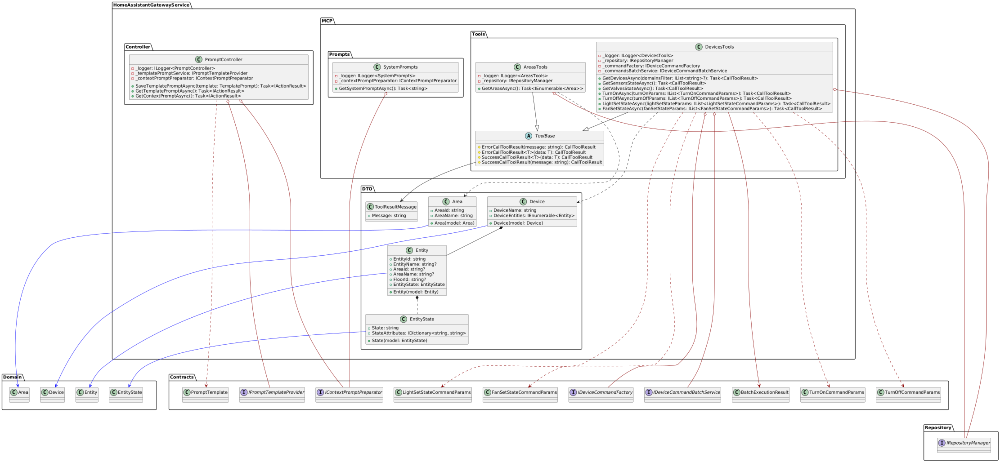 HomeAssistantGatewayService
MCP
Tools
Controller
Prompts
DevicesTools
_logger: ILogger<DevicesTools>
_repository: IRepositoryManager
_commandFactory: IDeviceCommandFactory
_commandsBatchService: IDeviceCommandBatchService
GetDevicesAsync(domainsFilter: IList<string>?): Task<CallToolResult>
GetSensorsStateAsync(): Task<CallToolResult>
GetValvesStateAsync(): Task<CallToolResult>
TurnOnAsync(turnOnParams: IList<TurnOnCommandParams>): Task<CallToolResult>
TurnOffAsync(turnOffParams: IList<TurnOffCommandParams>): Task<CallToolResult>
LightSetStateAsync(lightSetStateParams: IList<LightSetStateCommandParams>): Task<CallToolResult>
FanSetStateAsync(fanSetStateParams: IList<FanSetStateCommandParams>): Task<CallToolResult>
PromptController
_logger: ILogger<PromptController>
_templatePromptService: IPromptTemplateProvider
_contextPromptPreparator: IContextPromptPreparator
SaveTemplatePromptAsync(template: TemplatePrompt): Task<IActionResult>
GetTemplatePromptAsync(): Task<IActionResult>
GetContextPromptAsync(): Task<IActionResult>
SystemPrompts
_logger: ILogger<SystemPrompts>
_contextPromptPreparator: IContextPromptPreparator
GetSystemPromptAsync(): Task<string>
AreasTools
_logger: ILogger<AreasTools>
_repository: IRepositoryManager
GetAreasAsync(): Task<IEnumerable<Area>>
ToolBase
ErrorCallToolResult(message: string): CallToolResult
ErrorCallToolResult<T>(data: T): CallToolResult
SuccessCallToolResult<T>(data: T): CallToolResult
SuccessCallToolResult(message: string): CallToolResult
DTO
ToolResultMessage
Message: string
Area
AreaId: string
AreaName: string
Area(model: Area)
Device
DeviceName: string
DeviceEntities: IEnumerable<Entity>
Device(model: Device)
Entity
EntityId: string
EntityName: string?
AreaId: string?
AreaName: string?
FloorId: string?
EntityState: EntityState
Entity(model: Entity)
EntityState
State: string
StateAttributes: IDictionary<string, string>
State(model: EntityState)
Domain
Area
Device
Entity
EntityState
Contracts
PromptTemplate
IPromptTemplateProvider
IContextPromptPreparator
LightSetStateCommandParams
FanSetStateCommandParams
IDeviceCommandFactory
IDeviceCommandBatchService
BatchExecutionResult
TurnOnCommandParams
TurnOffCommandParams
Repository
IRepositoryManager